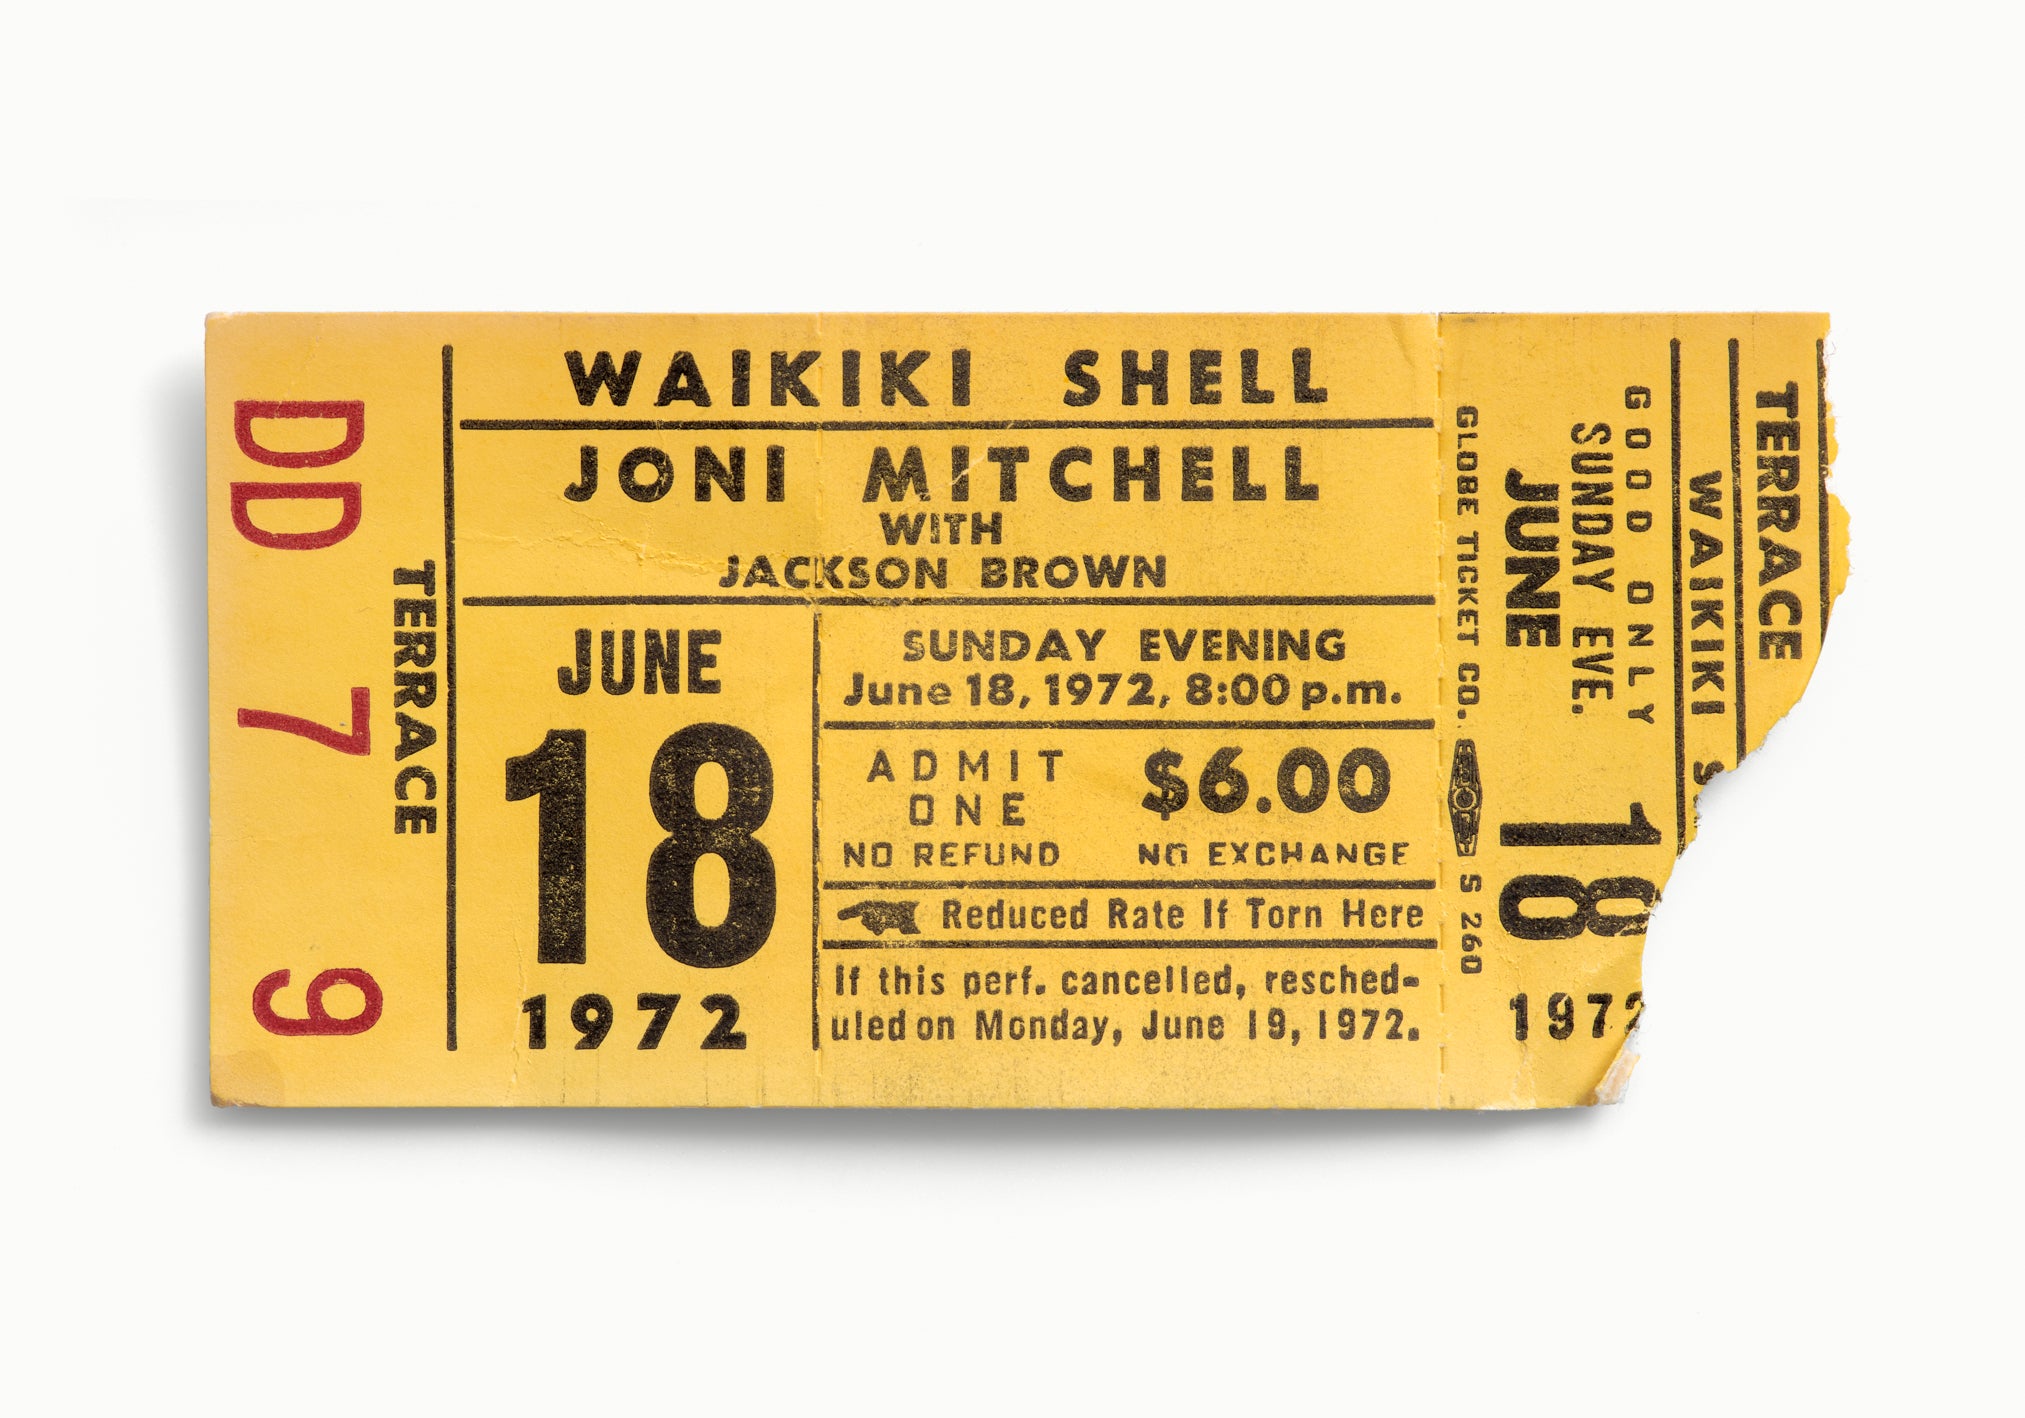 DD 7 9
TERRACE
WAIKIKI SHELL
JONI MITCHELL
WITH
JACKSON BROWN
JUNE
18
1972
SUNDAY EVENING
June 18, 1972, 8:00 p.m.
ADMIT
ONE
$6.00
NO REFUND NO EXCHANGE
Reduced Rate If Torn Here
If this perf. cancelled, resched-
uled on Monday, June 19, 1972.
GLOBE TICKET CO. S 260
JUNE 18
SUNDAY EVE.
1972
GOOD ONLY 18
WAIKIKI
TERRACE